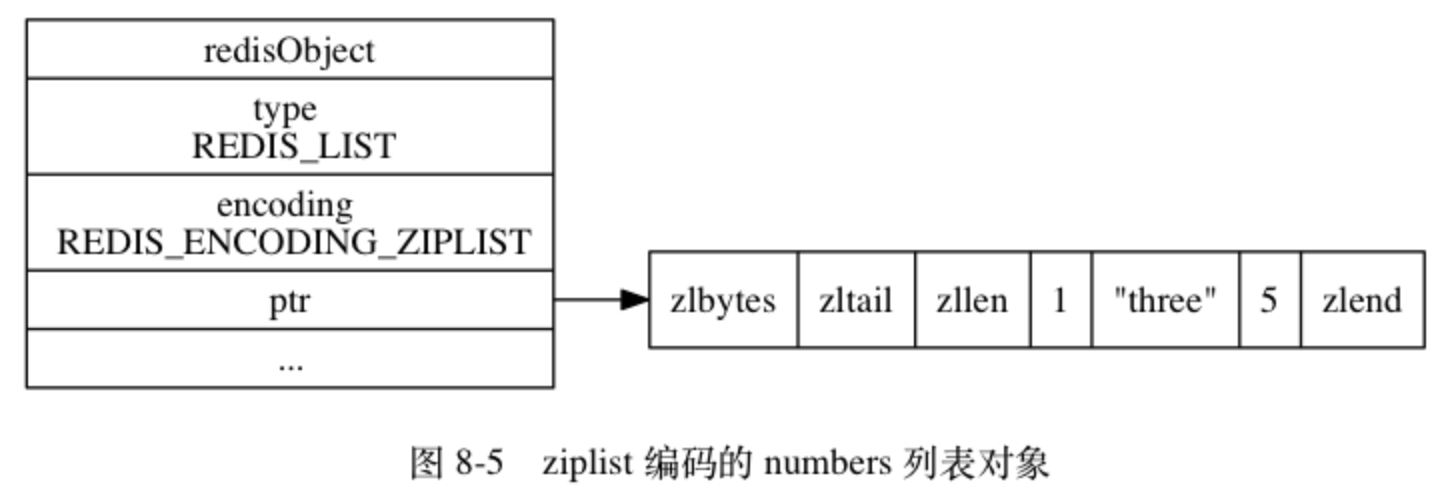 redisObject
type
REDIS_LIST
encoding
REDIS_ENCODING_ZIPLIST
ptr
...
zlbytes zltail zllen 1 "three" 5 zlend
图 8-5 ziplist 编码的 numbers 列表对象